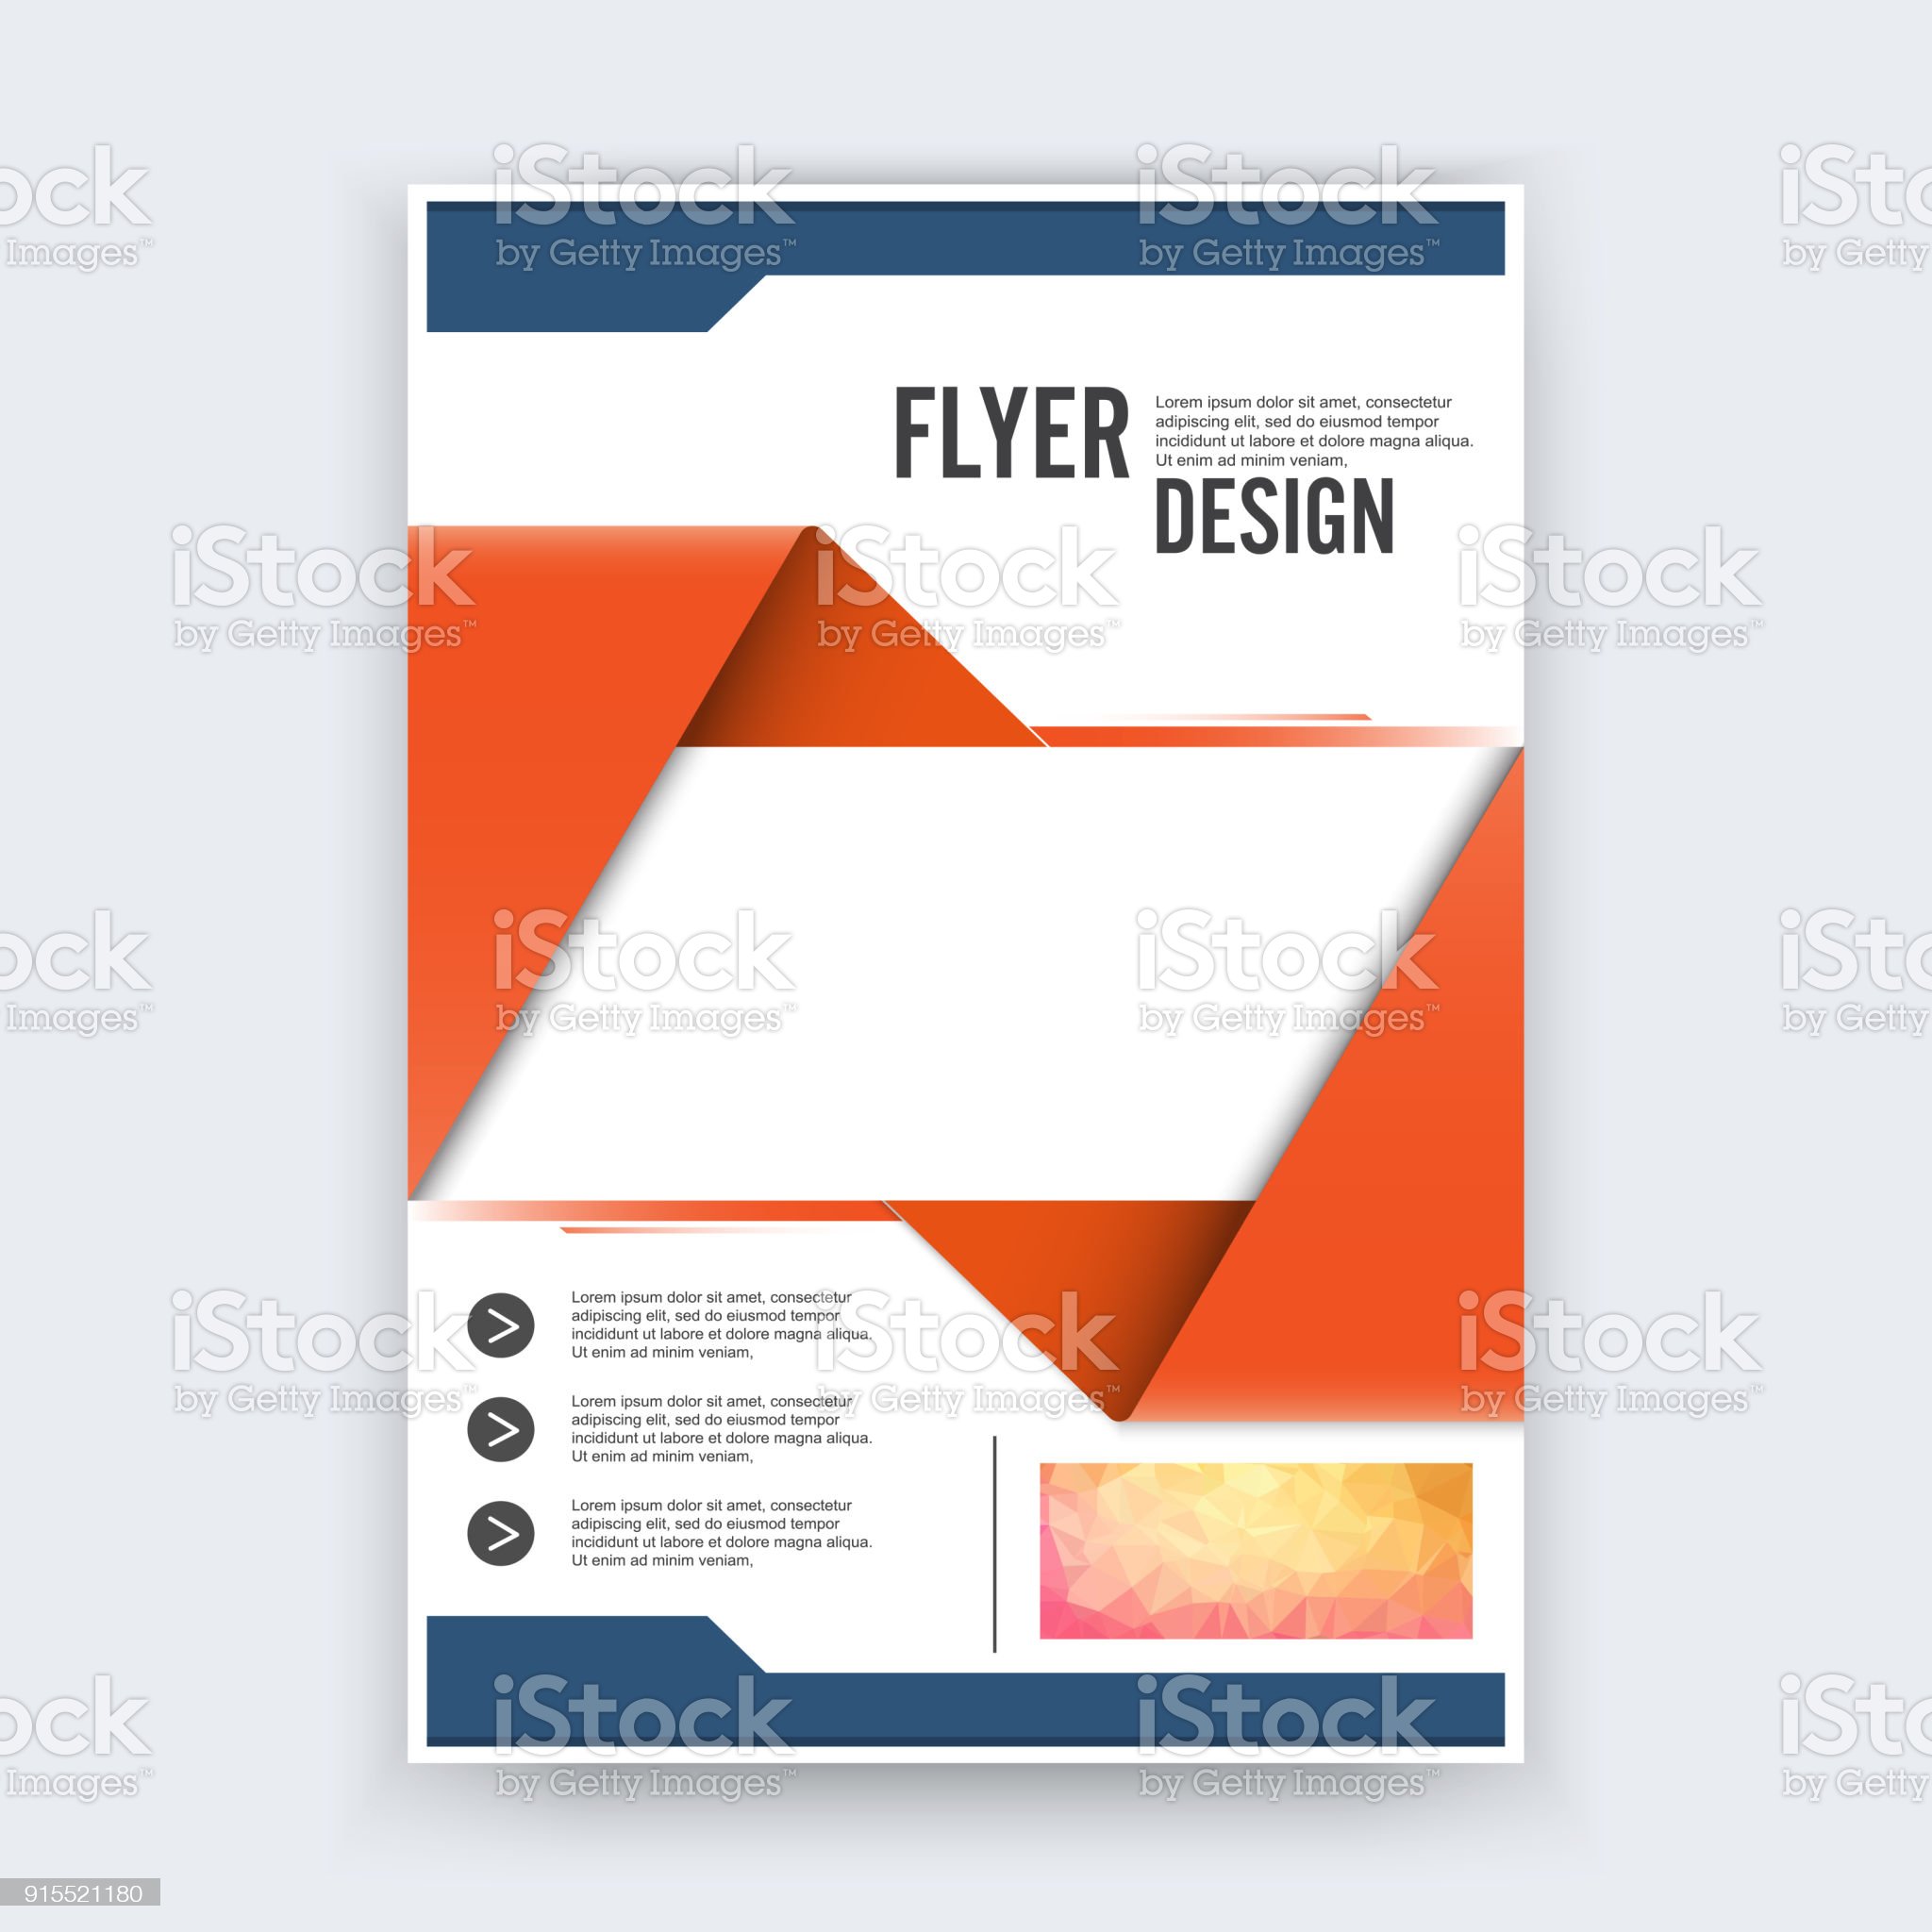 FLYER
Lorem ipsum dolor sit amet, consectetur
adipiscing elit, sed do eiusmod tempor
incididunt ut labore et dolore magna aliqua.
Ut enim ad minim veniam,
DESIGN
Lorem ipsum dolor sit amet, consectetur
adipiscing elit, sed do eiusmod tempor
incididunt ut labore et dolore magna aliqua.
Ut enim ad minim veniam,
Lorem ipsum dolor sit amet, consectetur
adipiscing elit, sed do eiusmod tempor
incididunt ut labore et dolore magna aliqua.
Ut enim ad minim veniam,
Lorem ipsum dolor sit amet, consectetur
adipiscing elit, sed do eiusmod tempor
incididunt ut labore et dolore magna aliqua.
Ut enim ad minim veniam,
iStock
by Getty Images™
915521180